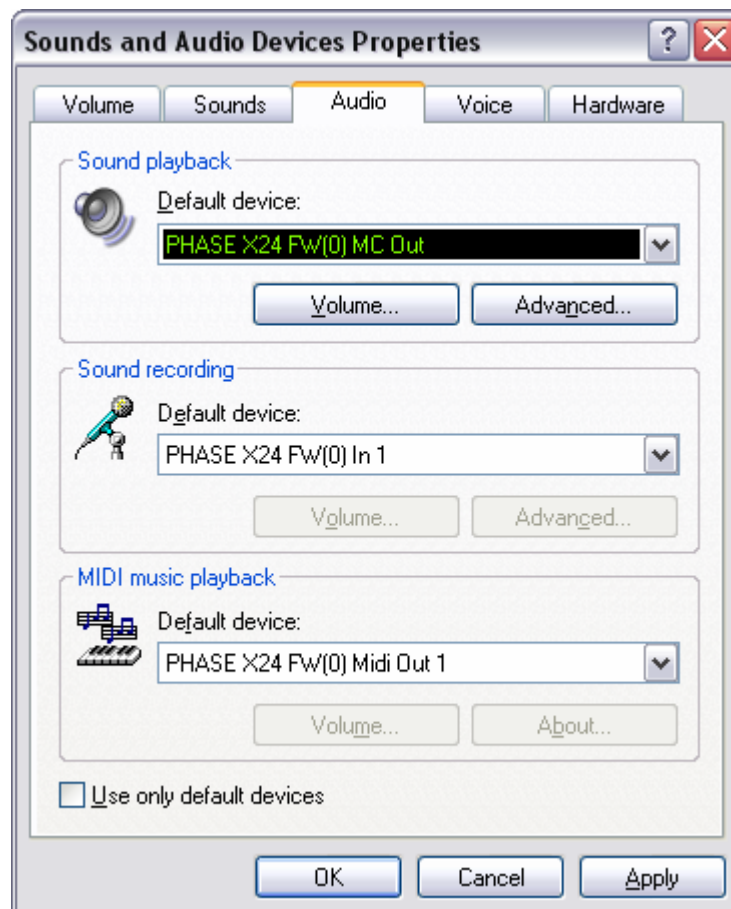 Sounds and Audio Devices Properties
?
Volume Sounds Audio Voice Hardware
Sound playback
Default device:
PHASE X24 FW(0) MC Out
Volume... Advanced...
Sound recording
Default device:
PHASE X24 FW(0) In 1
Volume... Advanced...
MIDI music playback
Default device:
PHASE X24 FW(0) Midi Out 1
Volume... About...
Use only default devices
OK Cancel Apply